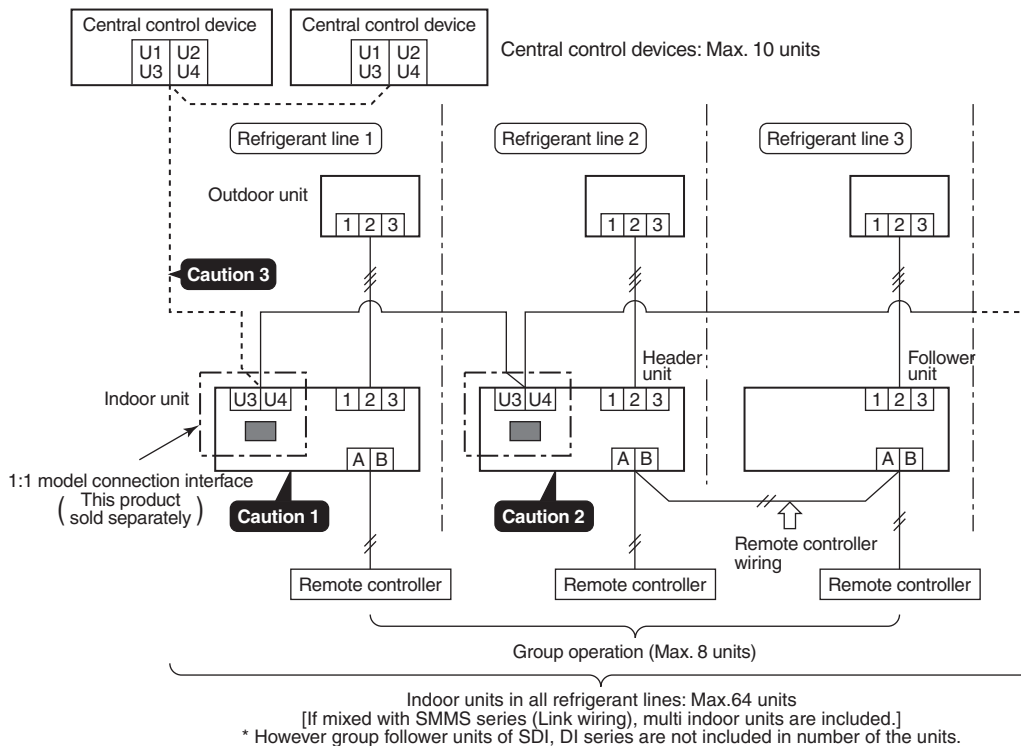 Central control device
Central control device
U1 U2
U3 U4
U1 U2
U3 U4
Central control devices: Max. 10 units
Refrigerant line 1
Refrigerant line 2
Refrigerant line 3
Outdoor unit
1 2 3
1 2 3
1 2 3
Caution 3
Header
unit
Follower
unit
Indoor unit
U3 U4
1 2 3
U3 U4
1 2 3
1 2 3
A B
A B
A B
1:1 model connection interface
( This product
sold separately )
Caution 1
Caution 2
Remote controller
wiring
Remote controller
Remote controller
Remote controller
Group operation (Max. 8 units)
Indoor units in all refrigerant lines: Max.64 units
[If mixed with SMMS series (Link wiring), multi indoor units are included.]
* However group follower units of SDI, DI series are not included in number of the units.